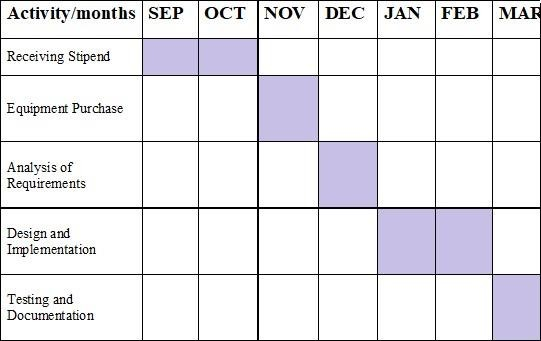 Activity/months SEP OCT NOV DEC JAN FEB MAR
Receiving Stipend
Equipment Purchase
Analysis of
Requirements
Design and
Implementation
Testing and
Documentation